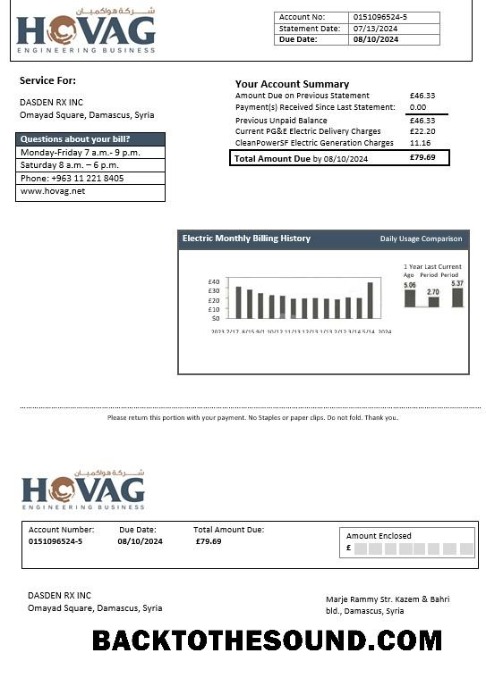 شركة هواكميان
HOVAG
ENGINEERING BUSINESS
Account No: 0151096524-5
Statement Date: 07/13/2024
Due Date: 08/10/2024
Service For:
DASDEN RX INC
Omayad Square, Damascus, Syria
Questions about your bill?
Monday-Friday 7 a.m.- 9 p.m.
Saturday 8 a.m. – 6 p.m.
Phone: +963 11 221 8405
www.hovag.net
Your Account Summary
Amount Due on Previous Statement £46.33
Payment(s) Received Since Last Statement: 0.00
Previous Unpaid Balance £46.33
Current PG&E Electric Delivery Charges £22.20
CleanPowerSF Electric Generation Charges 11.16
Total Amount Due by 08/10/2024 £79.69
Electric Monthly Billing History Daily Usage Comparison
1 Year Last Current
Age Period Period
5.06 2.70 5.37
£40
£30
£20
£10
$0
Please return this portion with your payment. No Staples or paper clips. Do not fold. Thank you.
شركة هواكميان
HOVAG
ENGINEERING BUSINESS
Account Number: Due Date: Total Amount Due:
0151096524-5 08/10/2024 £79.69
Amount Enclosed
£
DASDEN RX INC
Omayad Square, Damascus, Syria
Marje Rammy Str. Kazem & Bahri
bld., Damascus, Syria
BACKTOTHESOUND.COM